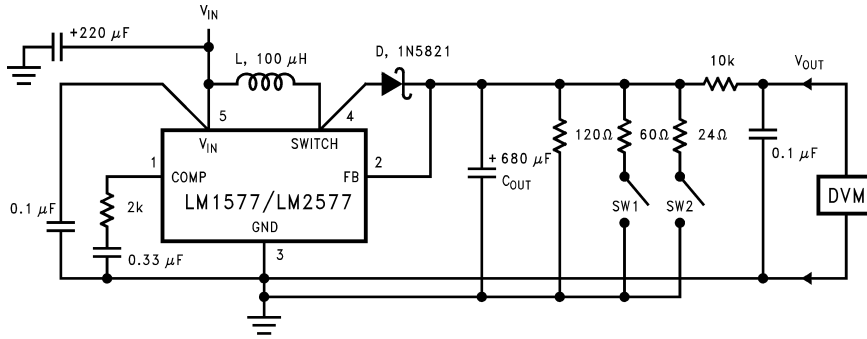 V_IN
+220 μF
L, 100 μH
D, 1N5821
10k
V_OUT
5
4
V_IN
SWITCH
120Ω
60Ω
24Ω
0.1 μF
1
COMP
FB
2
+680 μF
C_OUT
LM1577/LM2577
DVM
0.1 μF
2k
SW1
SW2
GND
3
0.33 μF